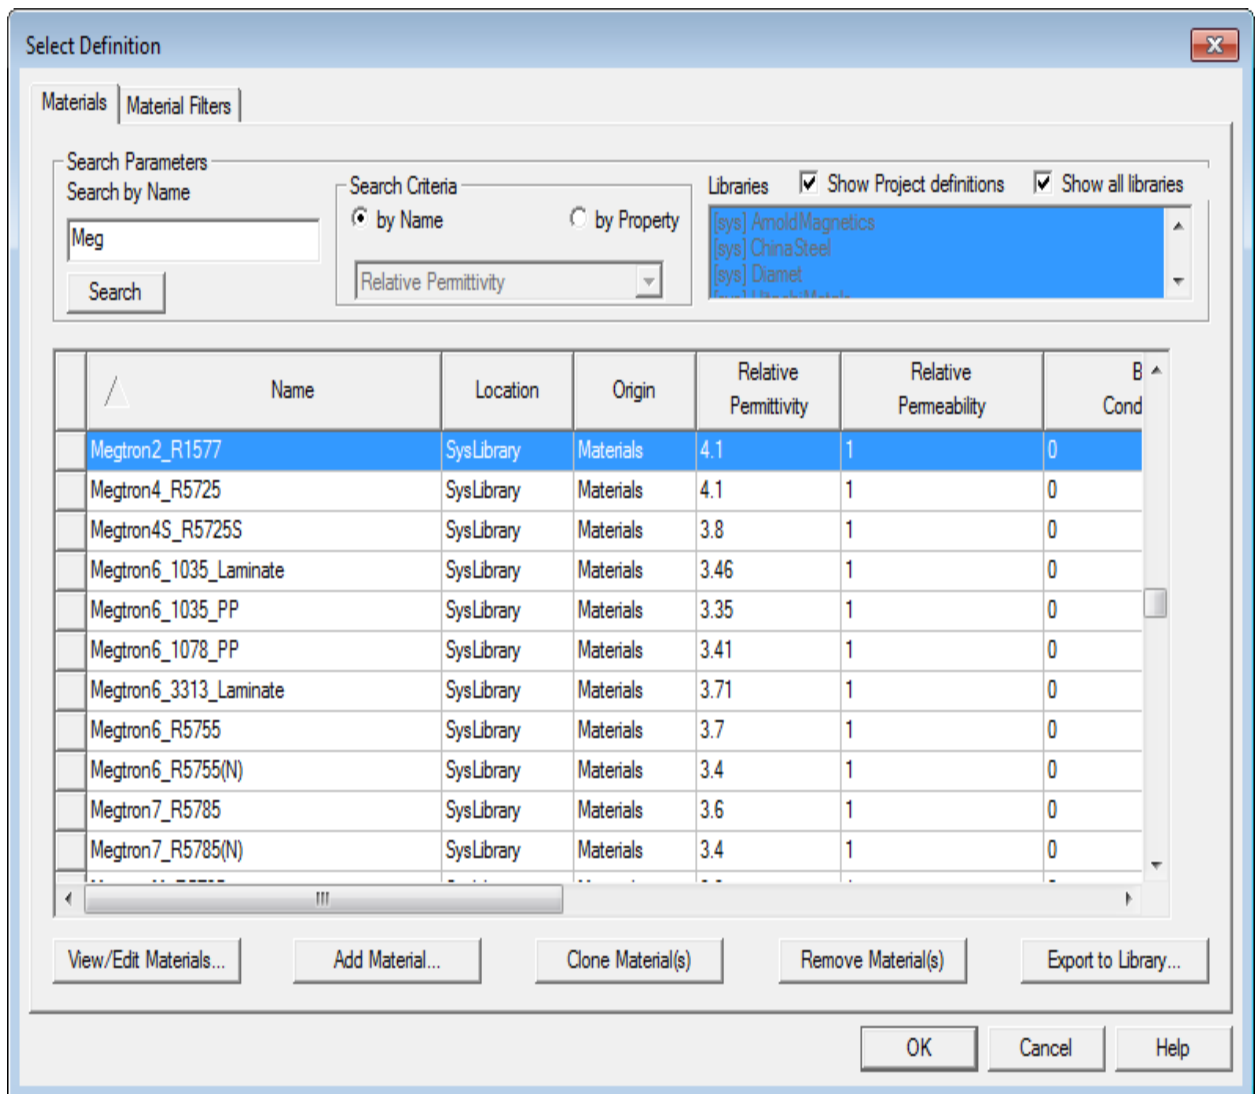 Select Definition
Materials
Material Filters
Search Parameters
Search by Name
Search Criteria
Libraries
Show Project definitions
Show all libraries
Meg
by Name
by Property
[sys] ArnoldMagnetics
[sys] ChinaSteel
[sys] Diamet
Search
Relative Permittivity
Name Location Origin Relative Permittivity Relative Permeability B Cond
Megtron2_R1577 SysLibrary Materials 4.1 1 0
Megtron4_R5725 SysLibrary Materials 4.1 1 0
Megtron4S_R5725S SysLibrary Materials 3.8 1 0
Megtron6_1035_Laminate SysLibrary Materials 3.46 1 0
Megtron6_1035_PP SysLibrary Materials 3.35 1 0
Megtron6_1078_PP SysLibrary Materials 3.41 1 0
Megtron6_3313_Laminate SysLibrary Materials 3.71 1 0
Megtron6_R5755 SysLibrary Materials 3.7 1 0
Megtron6_R5755(N) SysLibrary Materials 3.4 1 0
Megtron7_R5785 SysLibrary Materials 3.6 1 0
Megtron7_R5785(N) SysLibrary Materials 3.4 1 0
View/Edit Materials...
Add Material...
Clone Material(s)
Remove Material(s)
Export to Library...
OK
Cancel
Help